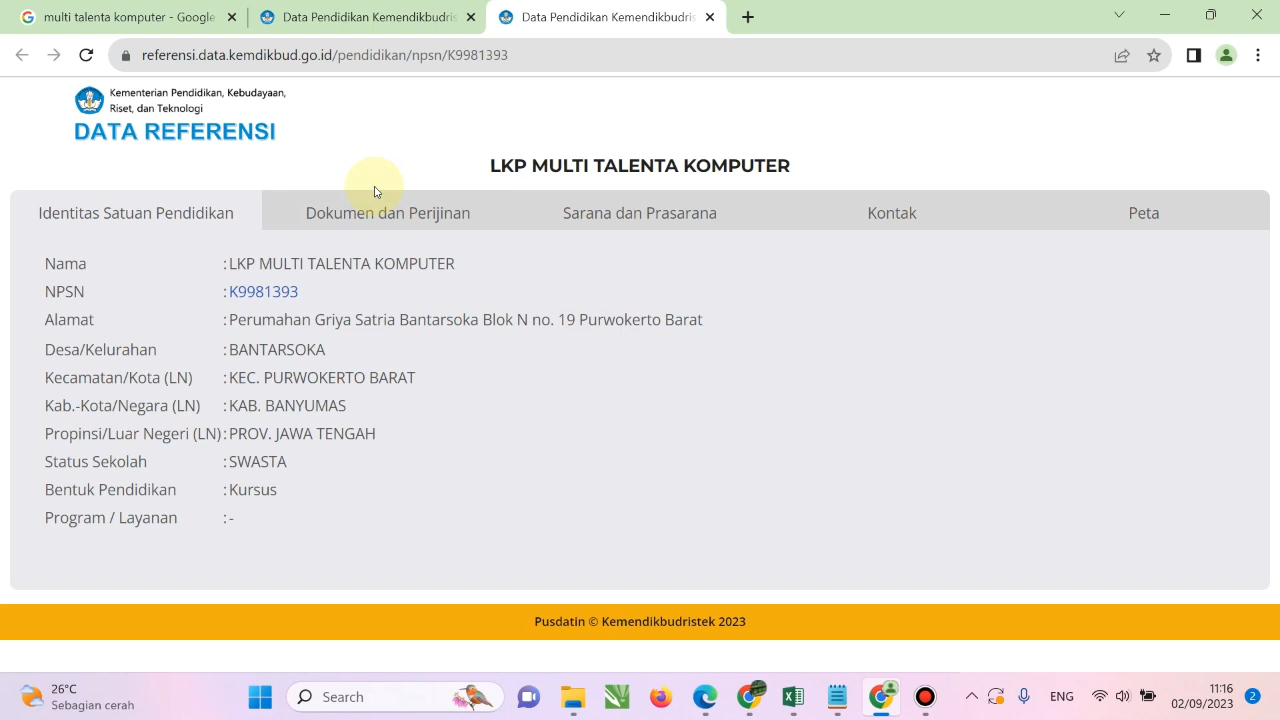 multi talenta komputer - Google
Data Pendidikan Kemendikbudris
Data Pendidikan Kemendikbudris
referensi.data.kemdikbud.go.id/pendidikan/npsn/K9981393
Kementerian Pendidikan, Kebudayaan,
Riset, dan Teknologi
DATA REFERENSI
LKP MULTI TALENTA KOMPUTER
Identitas Satuan Pendidikan
Dokumen dan Perijinan
Sarana dan Prasarana
Kontak
Peta
Nama : LKP MULTI TALENTA KOMPUTER
NPSN : K9981393
Alamat : Perumahan Griya Satria Bantarsoka Blok N no. 19 Purwokerto Barat
Desa/Kelurahan : BANTARSOKA
Kecamatan/Kota (LN) : KEC. PURWOKERTO BARAT
Kab.-Kota/Negara (LN) : KAB. BANYUMAS
Propinsi/Luar Negeri (LN) : PROV. JAWA TENGAH
Status Sekolah : SWASTA
Bentuk Pendidikan : Kursus
Program / Layanan : -
Pusdatin © Kemendikbudristek 2023
26°C
Sebagian cerah
Search
ENG
11:16
02/09/2023
2